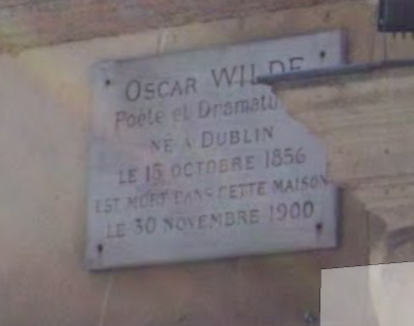 OSCAR WILDE
Poète et Dramatu
NÉ À DUBLIN
LE 15 OCTOBRE 1856
EST MORT DANS CETTE MAISON
LE 30 NOVEMBRE 1900